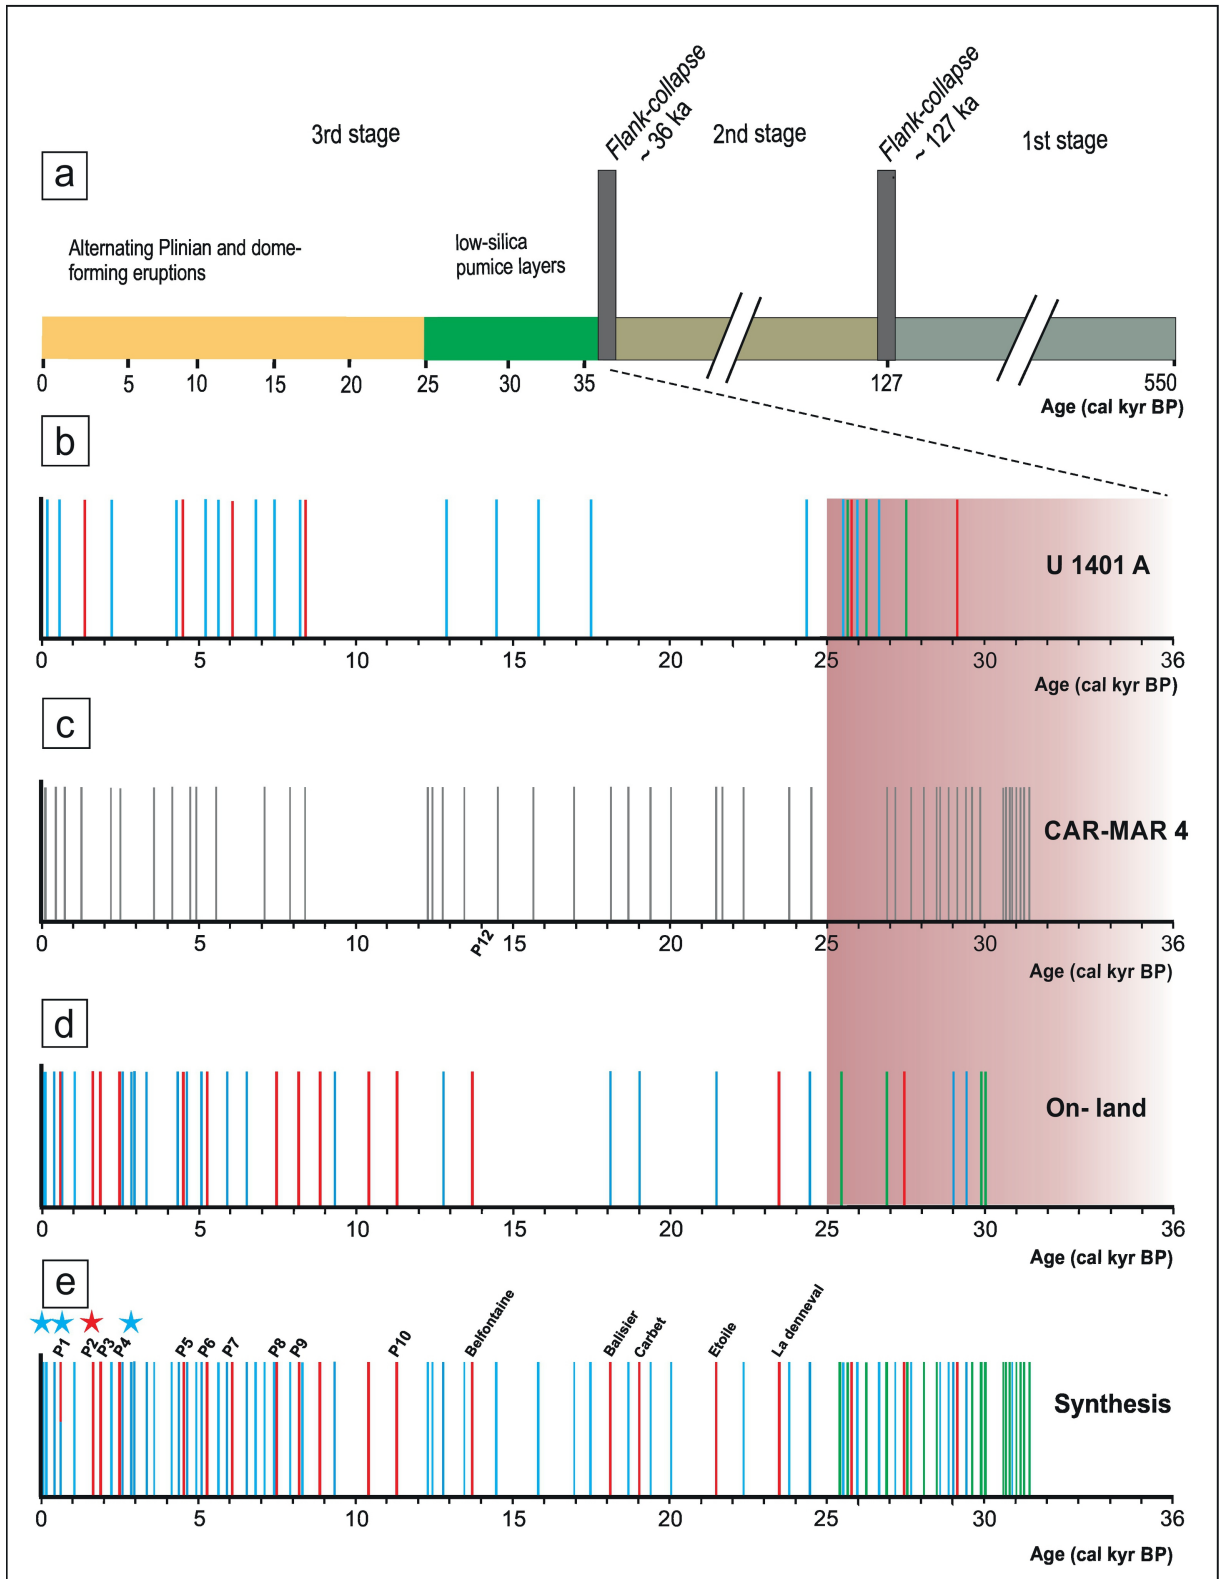 a
3rd stage
Flank-collapse
~ 36 ka
2nd stage
Flank-collapse
~ 127 ka
1st stage
Alternating Plinian and dome-
forming eruptions
low-silica
pumice layers
0 5 10 15 20 25 30 35 127 550
Age (cal kyr BP)
b
U 1401 A
0 5 10 15 20 25 30 36
Age (cal kyr BP)
c
CAR-MAR 4
0 5 10 P12 15 20 25 30 36
Age (cal kyr BP)
d
On- land
0 5 10 15 20 25 30 36
Age (cal kyr BP)
e
P1 P2 P3 P4 P5 P6 P7 P8 P9 P10 Belfontaine Balisier Carbet Etoile La denneval
Synthesis
0 5 10 15 20 25 30 36
Age (cal kyr BP)